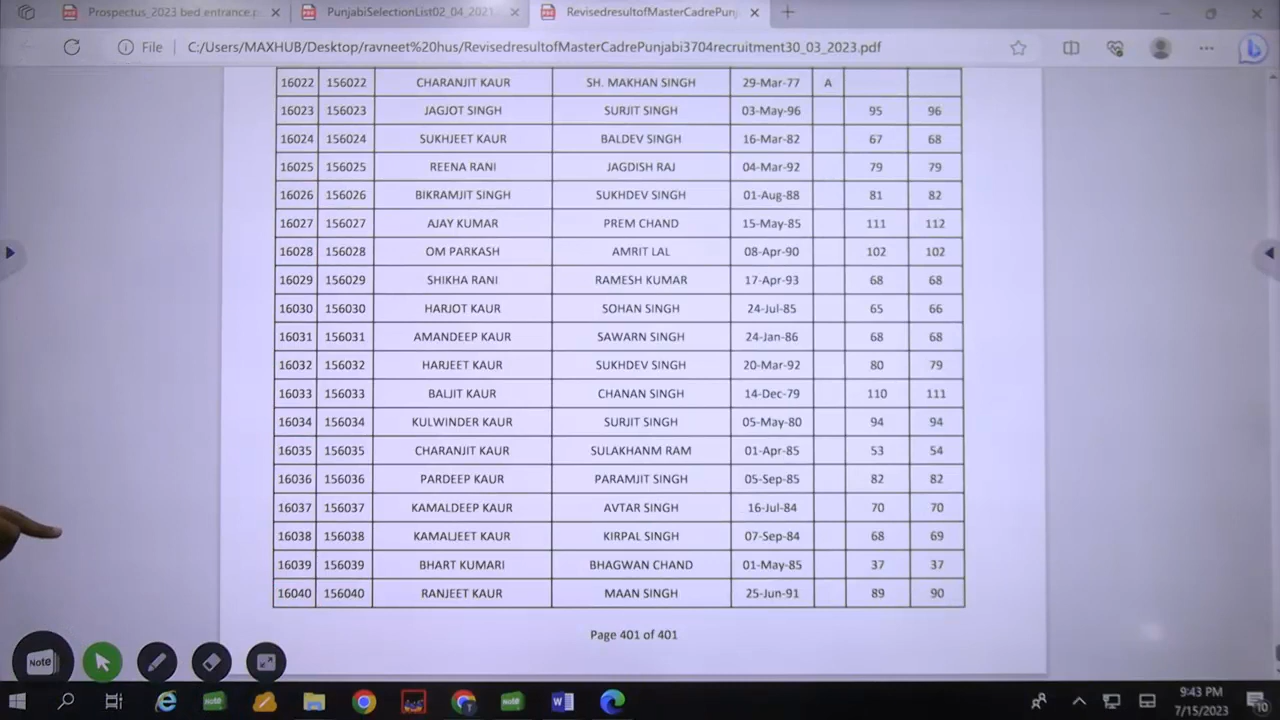 Prospectus_2023 bed entrance.p
PunjabiSelectionList02_04_2021
RevisedresultofMasterCadrePunj
File
C:/Users/MAXHUB/Desktop/ravneet%20hus/RevisedresultofMasterCadrePunjabi3704recruitment30_03_2023.pdf
16022 156022 CHARANJIT KAUR SH. MAKHAN SINGH 29-Mar-77 A
16023 156023 JAGJOT SINGH SURJIT SINGH 03-May-96 95 96
16024 156024 SUKHJEET KAUR BALDEV SINGH 16-Mar-82 67 68
16025 156025 REENA RANI JAGDISH RAJ 04-Mar-92 79 79
16026 156026 BIKRAMJIT SINGH SUKHDEV SINGH 01-Aug-88 81 82
16027 156027 AJAY KUMAR PREM CHAND 15-May-85 111 112
16028 156028 OM PARKASH AMRIT LAL 08-Apr-90 102 102
16029 156029 SHIKHA RANI RAMESH KUMAR 17-Apr-93 68 68
16030 156030 HARJOT KAUR SOHAN SINGH 24-Jul-85 65 66
16031 156031 AMANDEEP KAUR SAWARN SINGH 24-Jan-86 68 68
16032 156032 HARJEET KAUR SUKHDEV SINGH 20-Mar-92 80 79
16033 156033 BALJIT KAUR CHANAN SINGH 14-Dec-79 110 111
16034 156034 KULWINDER KAUR SURJIT SINGH 05-May-80 94 94
16035 156035 CHARANJIT KAUR SULAKHANM RAM 01-Apr-85 53 54
16036 156036 PARDEEP KAUR PARAMJIT SINGH 05-Sep-85 82 82
16037 156037 KAMALDEEP KAUR AVTAR SINGH 16-Jul-84 70 70
16038 156038 KAMALJEET KAUR KIRPAL SINGH 07-Sep-84 68 69
16039 156039 BHART KUMARI BHAGWAN CHAND 01-May-85 37 37
16040 156040 RANJEET KAUR MAAN SINGH 25-Jun-91 89 90
Page 401 of 401
Note
note
note
9:43 PM
7/15/2023
10